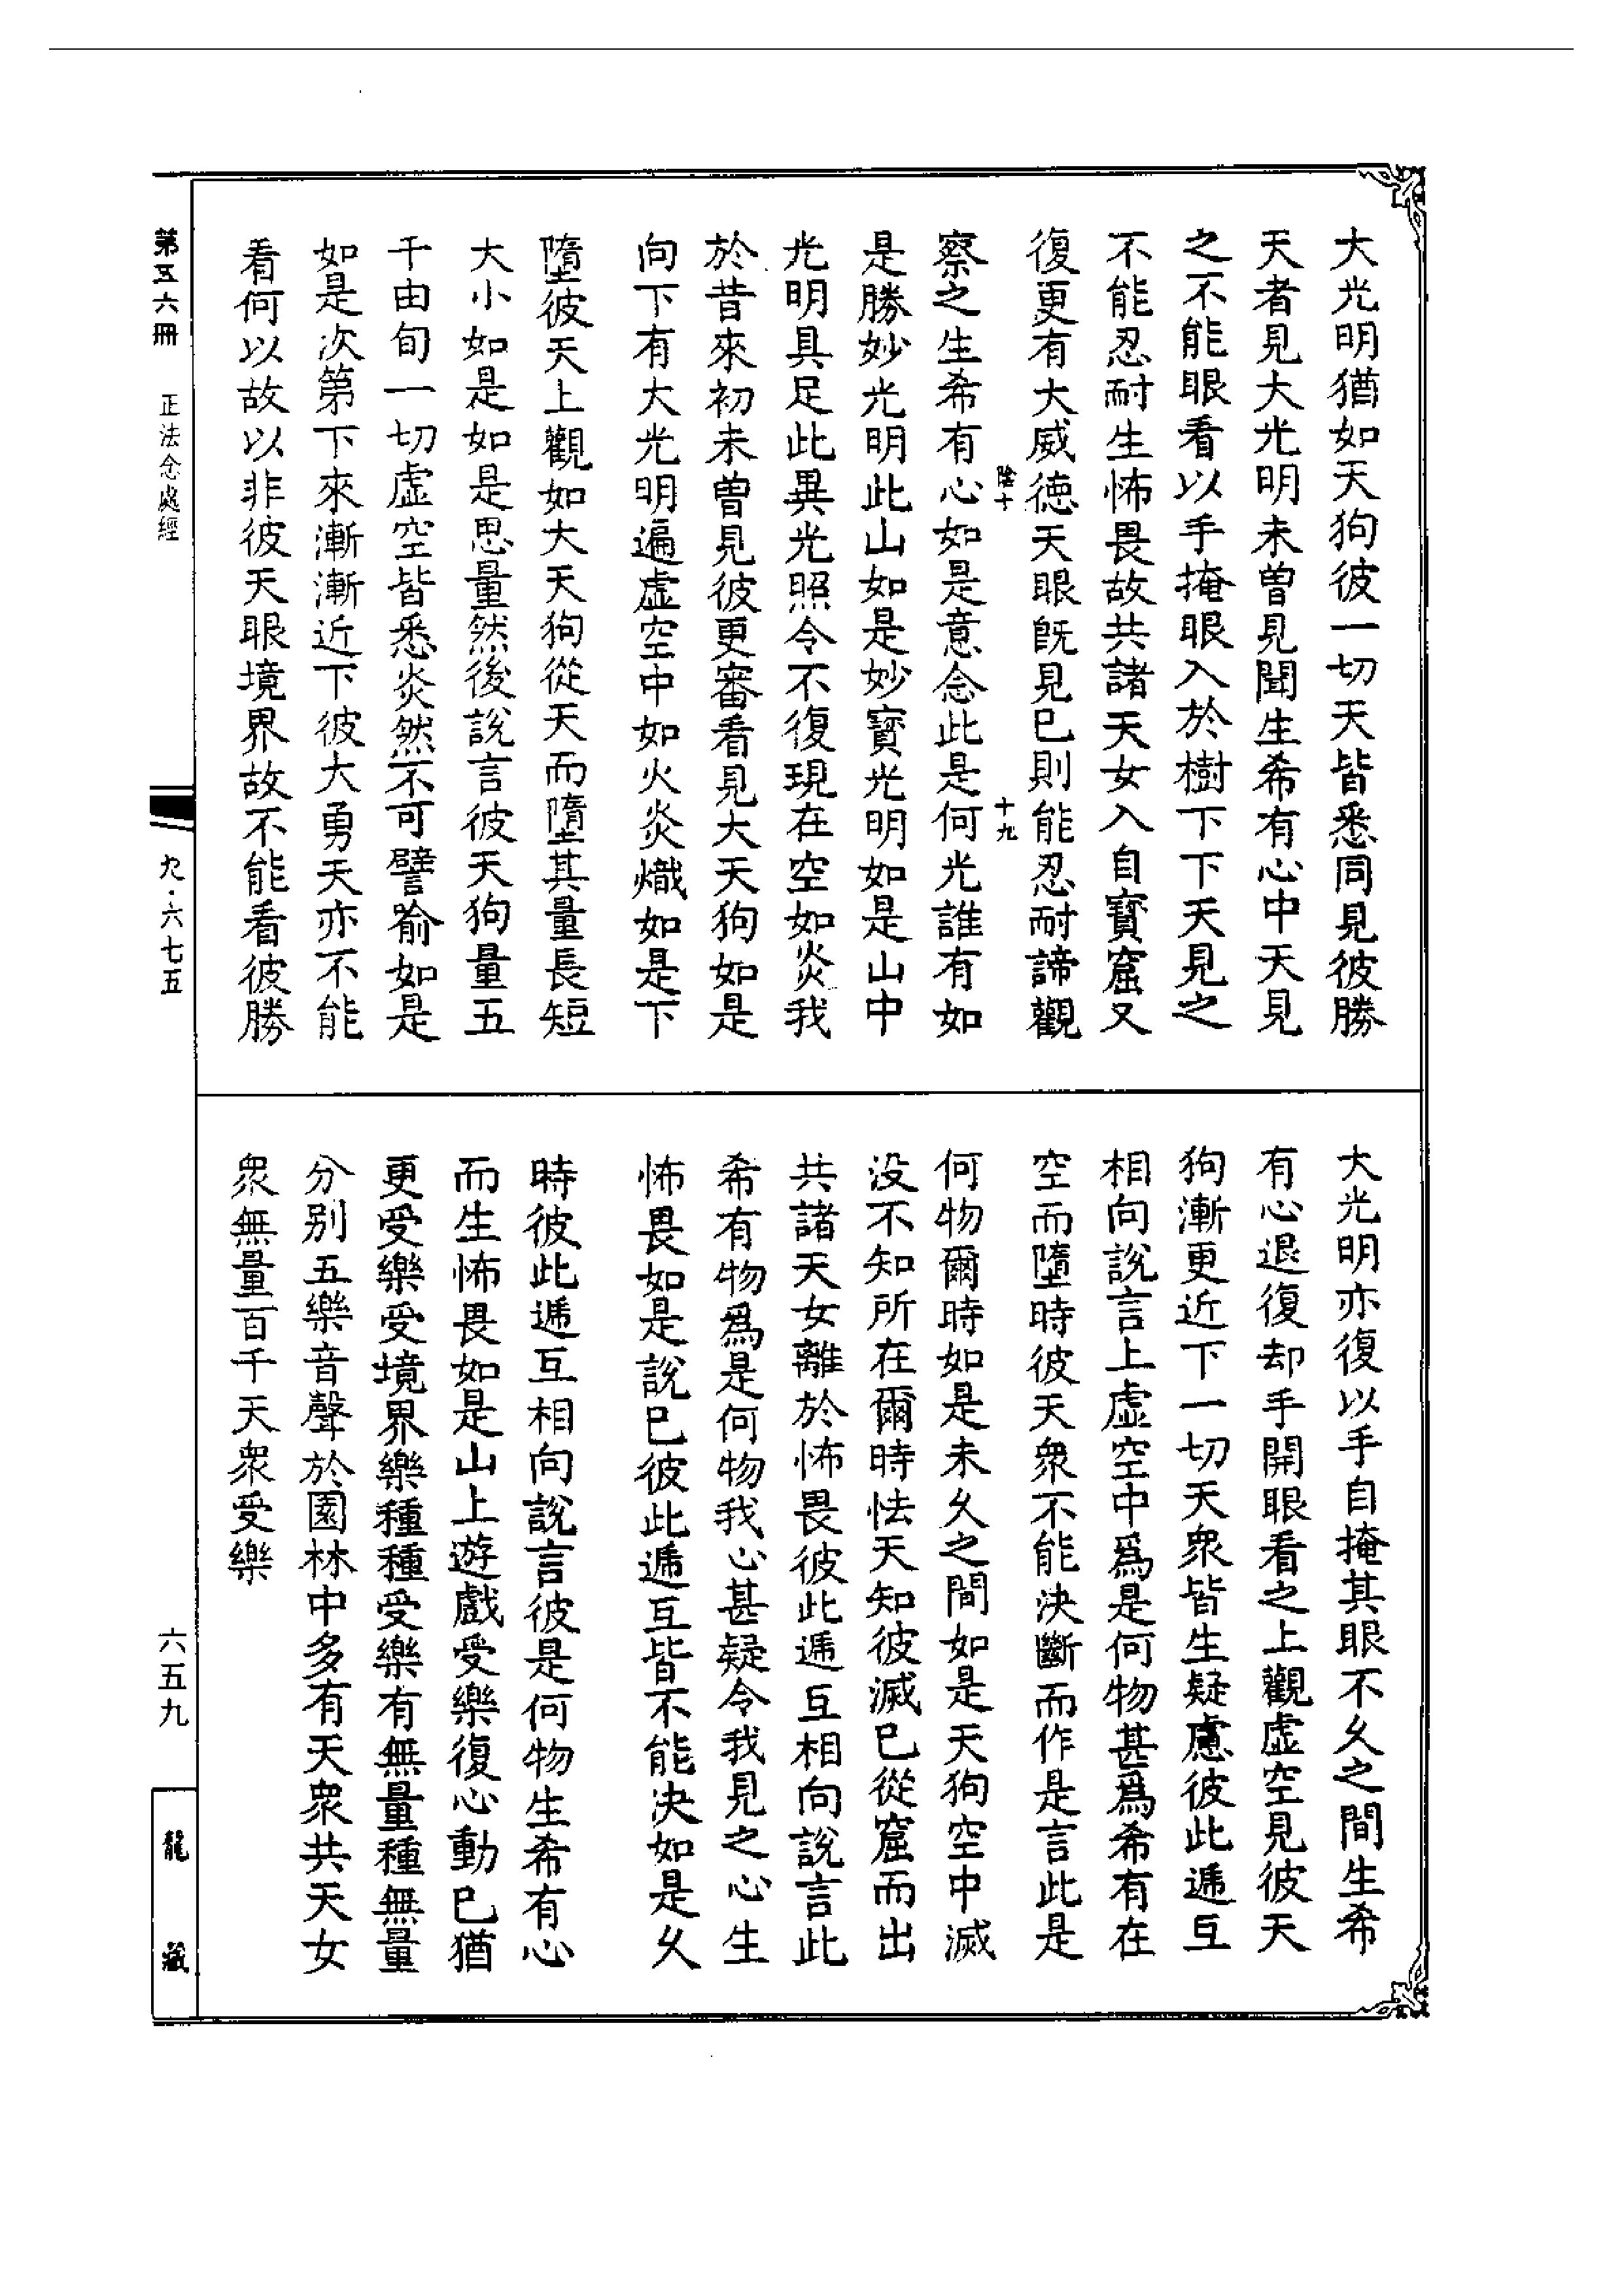 大光明猶如天狗彼一切天皆悉同見彼勝
天者見大光明未曾見聞生希有心中天見
之不能眼看以手掩眼入於樹下下天見之
不能忍耐生怖畏故共諸天女入自寶窟又
復更有大威德天眼旣見已則能忍耐諦觀
陰十
十九
察之生希有心如是意念此是何光誰有如
是勝妙光明此山如是妙寶光明如是山中
光明具足此異光照令不復現在空如炎我
於昔來初未曾見彼更審看見大天狗如是
向下有大光明遍虛空中如火炎熾如是下
墮彼天上觀如大天狗從天而墮其量長短
大小如是如是思量然後說言彼天狗量五
千由旬一切虛空皆悉炎然不可譬喻如是
如是次第下來漸漸近下彼大勇天亦不能
看何以故以非彼天眼境界故不能看彼勝
大光明亦復以手自掩其眼不久之間生希
有心退復却手開眼看之上觀虛空見彼天
狗漸更近下一切天衆皆生疑慮彼此遞互
相向說言上虛空中爲是何物甚爲希有在
空而墮時彼天衆不能決斷而作是言此是
何物爾時如是未久之間如是天狗空中滅
没不知所在爾時怯天知彼滅已從窟而出
共諸天女離於怖畏彼此遞互相向說言此
希有物爲是何物我心甚疑令我見之心生
怖畏如是說已彼此遞互皆不能决如是久
時彼此遞互相向說言彼是何物生希有心
而生怖畏如是山上遊戲受樂復心動已猶
更受樂受境界樂種種受樂有無量種無量
分别五樂音聲於園林中多有天衆共天女
衆無量百千天衆受樂
第五六冊
正法念處經
九·六七五
六五九
龍藏